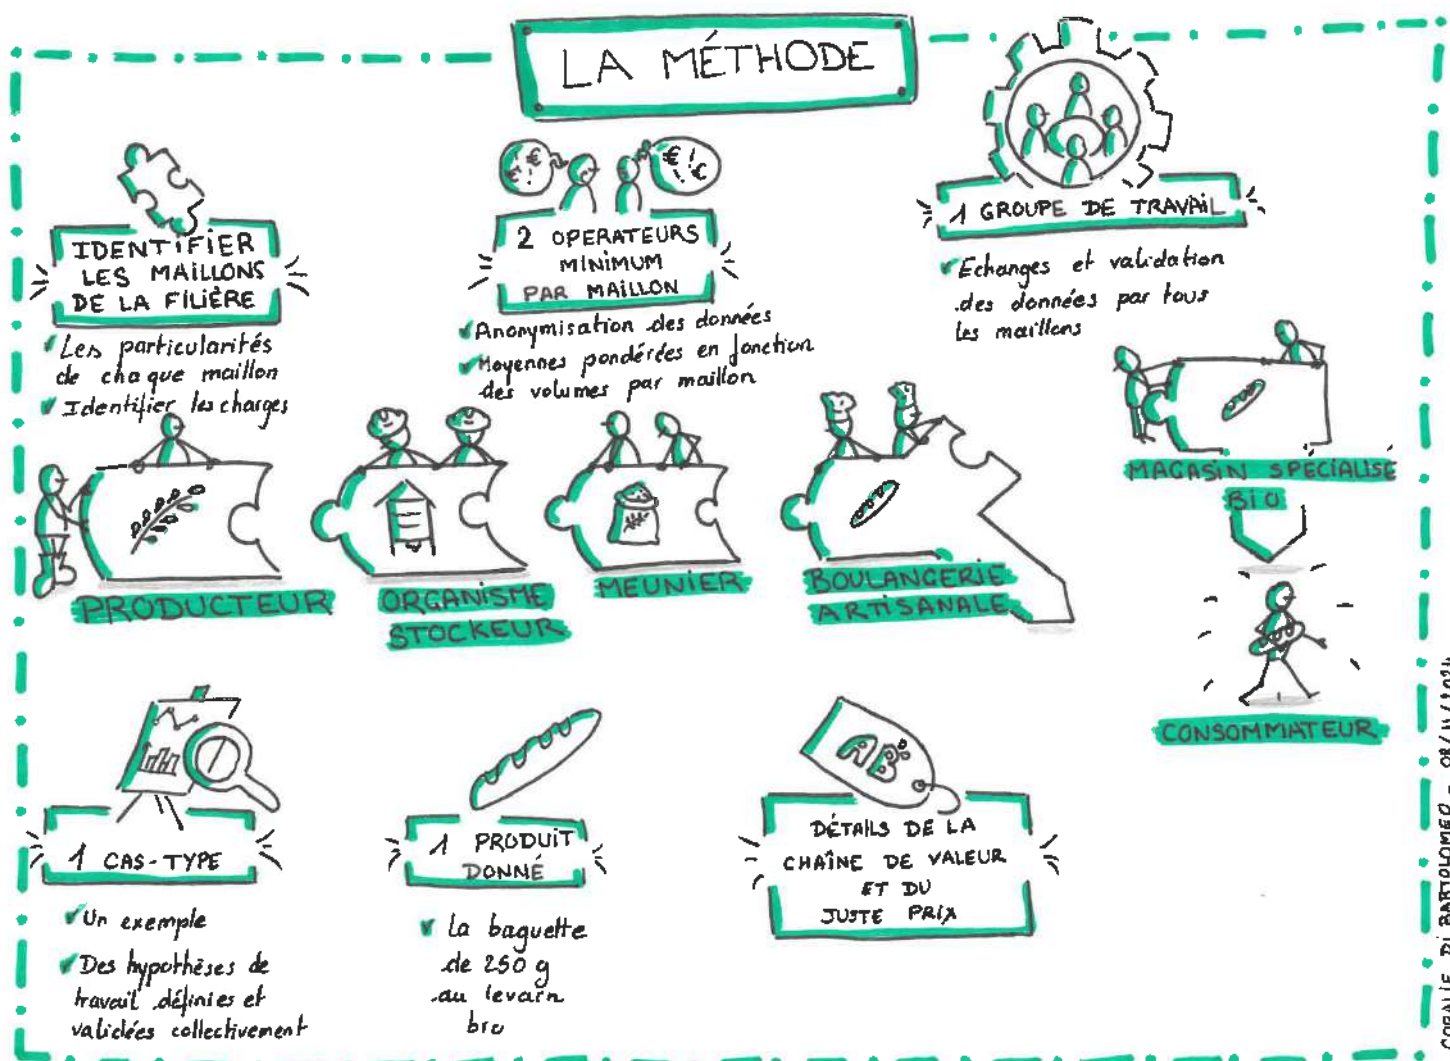 LA MÉTHODE
IDENTIFIER
LES MAILLONS
DE LA FILIÈRE
Les particularités
de chaque maillon
Identifier les charges
2 OPERATEURS
MINIMUM
PAR MAILLON
Anonymisation des données
Moyennes pondérées en fonction
des volumes par maillon
1 GROUPE DE TRAVAIL
Echanges et validation
des données par tous
les maillons
PRODUCTEUR
ORGANISME
STOCKEUR
MEUNIER
BOULANGERIE
ARTISANALE
MAGASIN SPECIALISE
BIO
CONSOMMATEUR
1 CAS-TYPE
Un exemple
Des hypothèses de
travail définies et
validées collectivement
1 PRODUIT
DONNÉ
La baguette
de 250 g
au levain
bio
AB
DÉTAILS DE LA
CHAÎNE DE VALEUR
ET DU
JUSTE PRIX
CORALIE DI BARTOLOMEO -